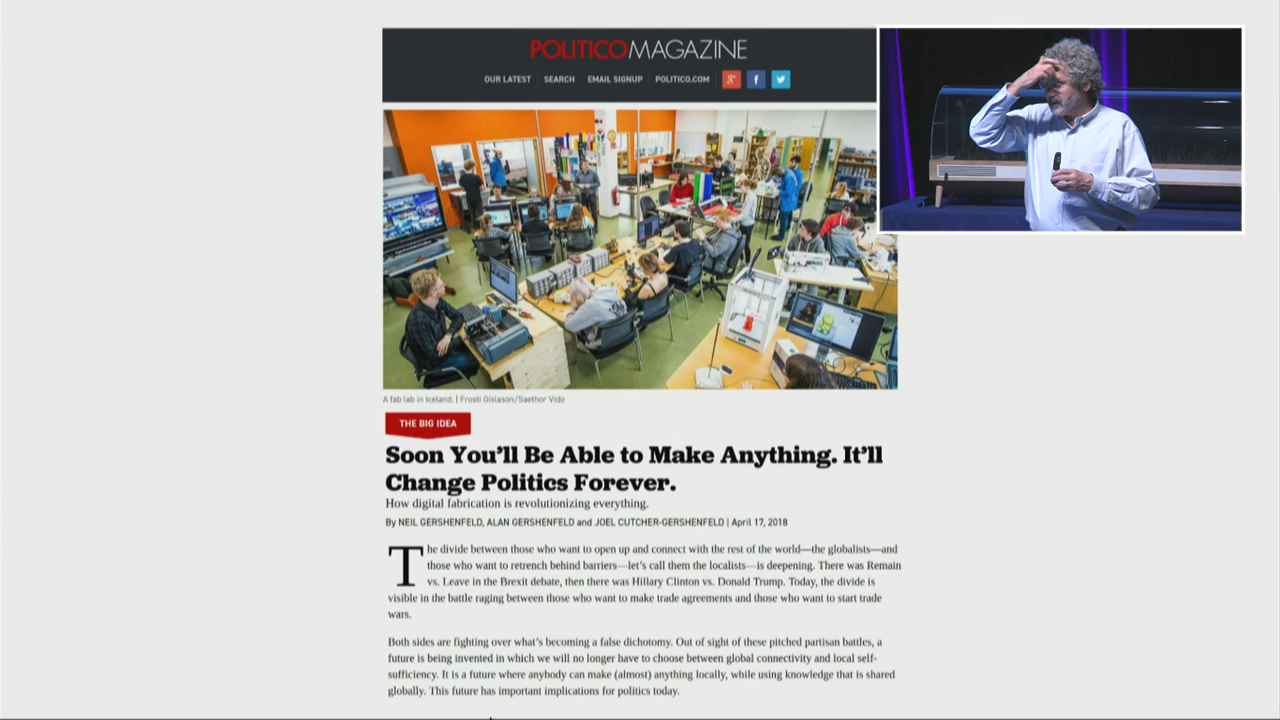 POLITICOMAGAZINE
OUR LATEST SEARCH EMAIL SIGNUP POLITICO.COM
A fab lab in Iceland. | Frosti Gislason/Saethor Vido
THE BIG IDEA
Soon You'll Be Able to Make Anything. It'll
Change Politics Forever.
How digital fabrication is revolutionizing everything.
By NEIL GERSHENFELD, ALAN GERSHENFELD and JOEL CUTCHER-GERSHENFELD | April 17, 2018
The divide between those who want to open up and connect with the rest of the world—the globalists—and
those who want to retrench behind barriers—let's call them the localists—is deepening. There was Remain
vs. Leave in the Brexit debate, then there was Hillary Clinton vs. Donald Trump. Today, the divide is
visible in the battle raging between those who want to make trade agreements and those who want to start trade
wars.
Both sides are fighting over what's becoming a false dichotomy. Out of sight of these pitched partisan battles, a
future is being invented in which we will no longer have to choose between global connectivity and local self-
sufficiency. It is a future where anybody can make (almost) anything locally, while using knowledge that is shared
globally. This future has important implications for politics today.